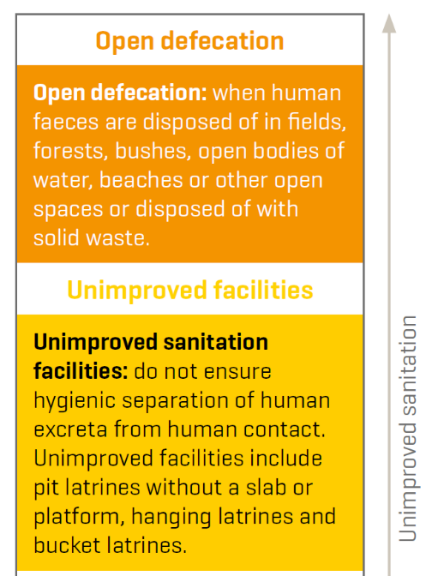 Open defecation
Open defecation: when human
faeces are disposed of in fields,
forests, bushes, open bodies of
water, beaches or other open
spaces or disposed of with
solid waste.
Unimproved facilities
Unimproved sanitation
facilities: do not ensure
hygienic separation of human
excreta from human contact.
Unimproved facilities include
pit latrines without a slab or
platform, hanging latrines and
bucket latrines.
Unimproved sanitation